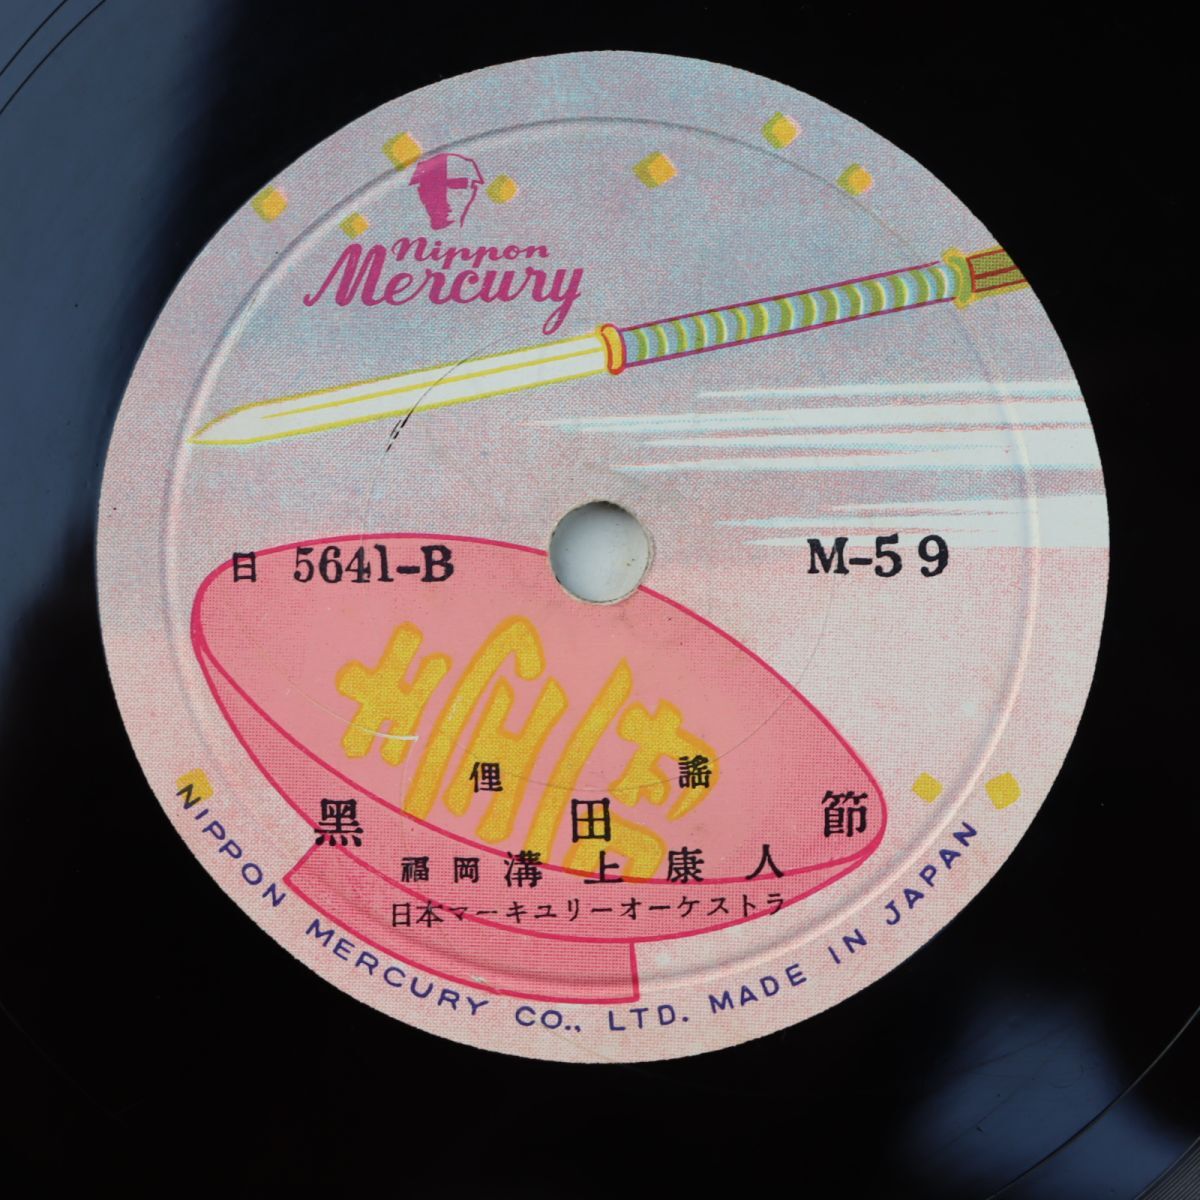 Nippon
Mercury
日 5641-B
M-59
俚謡
黑田節
福岡 溝上康人
日本マーキュリーオーケストラ
NIPPON MERCURY CO., LTD. MADE IN JAPAN